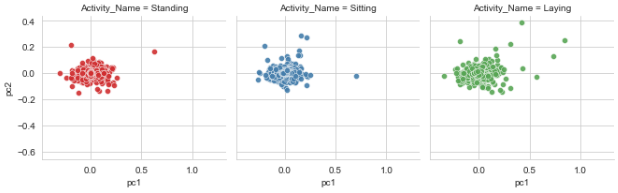 Activity_Name = Standing
Activity_Name = Sitting
Activity_Name = Laying
0.4
0.2
0.0
−0.2
−0.4
−0.6
pc2
0.0 0.5 1.0
0.0 0.5 1.0
0.0 0.5 1.0
pc1
pc1
pc1